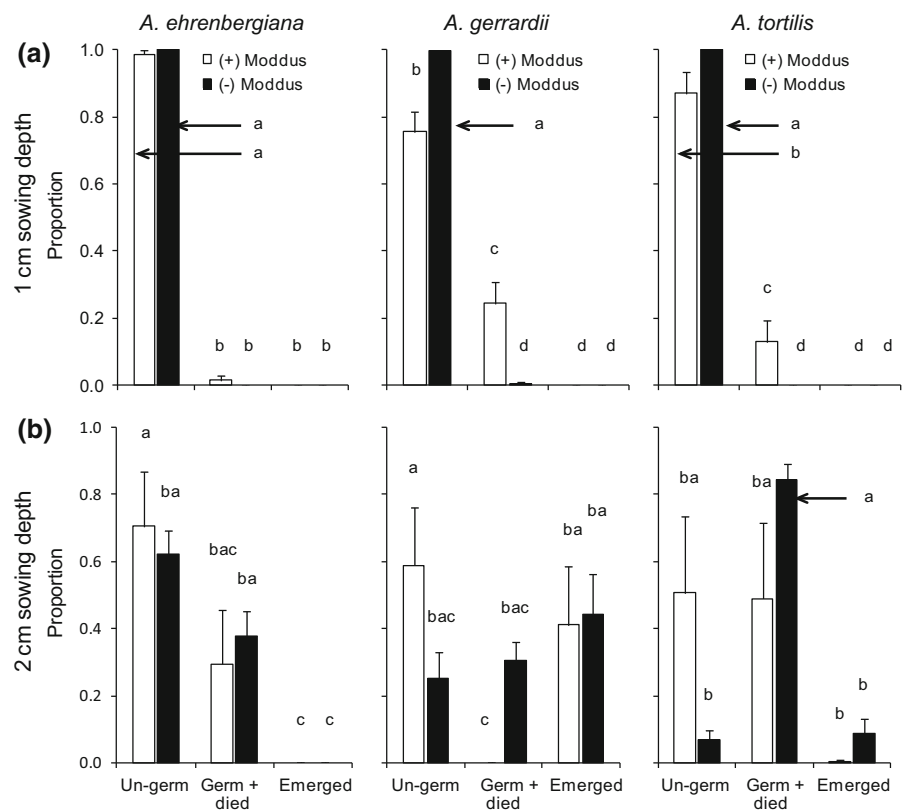 A. ehrenbergiana A. gerrardii A. tortilis
(a)
1 cm sowing depth
Proportion
1.0
0.8
0.6
0.4
0.2
0.0
(+) Moddus
(-) Moddus
a
a
b b b b
(+) Moddus
(-) Moddus
b
a
c
d d d
(+) Moddus
(-) Moddus
a
b
c
d d d
(b)
2 cm sowing depth
Proportion
1.0
0.8
0.6
0.4
0.2
0.0
a
ba
bac
ba
c c
a
bac
c
bac
ba
ba
ba
b
ba
a
b
b
Un-germ Germ + Emerged
died
Un-germ Germ + Emerged
died
Un-germ Germ + Emerged
died